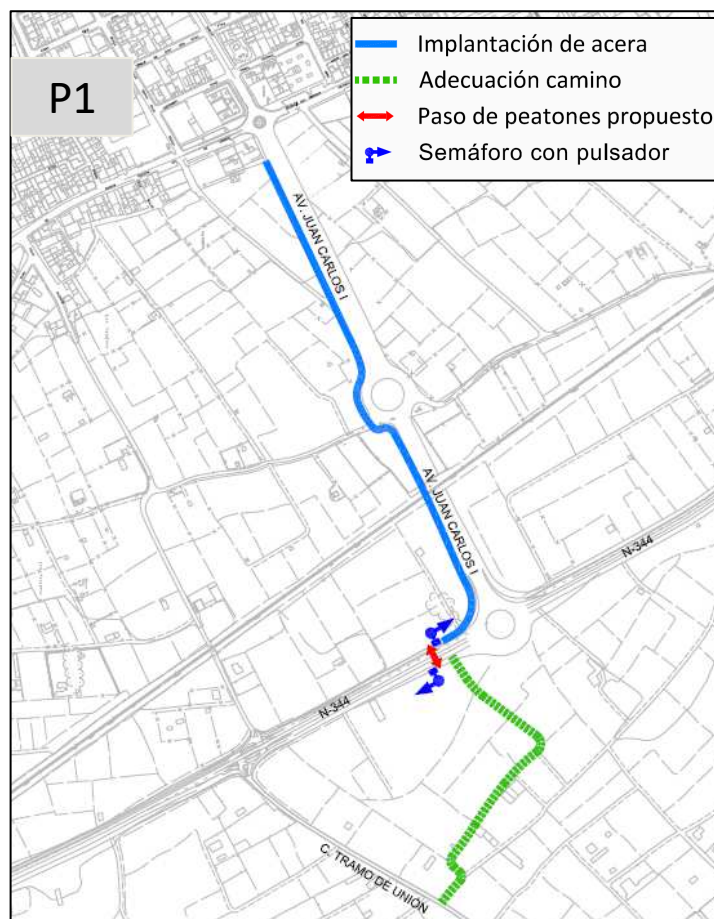 P1
Implantación de acera
Adecuación camino
Paso de peatones propuesto
Semáforo con pulsador
AV. JUAN CARLOS I
AV. JUAN CARLOS I
N-344
N-344
C. TRAMO DE UNIÓN